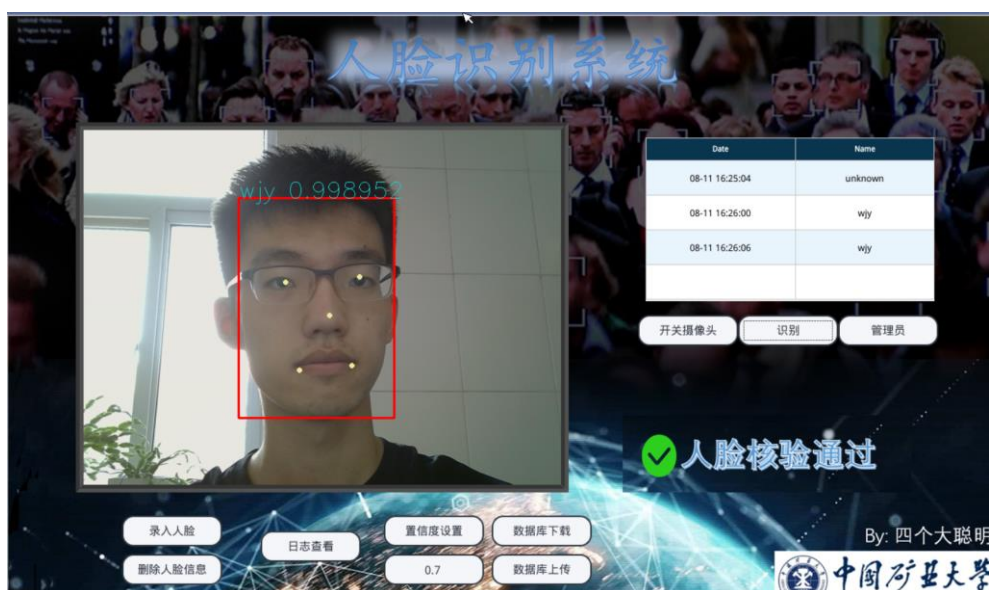 人脸识别系统
wjy 0.998952
Date Name
08-11 16:25:04 unknown
08-11 16:26:00 wjy
08-11 16:26:06 wjy
开关摄像头 识别 管理员
人脸核验通过
录入人脸 日志查看 置信度设置 数据库下载
删除人脸信息 0.7 数据库上传
By: 四个大聪明
中国矿业大学